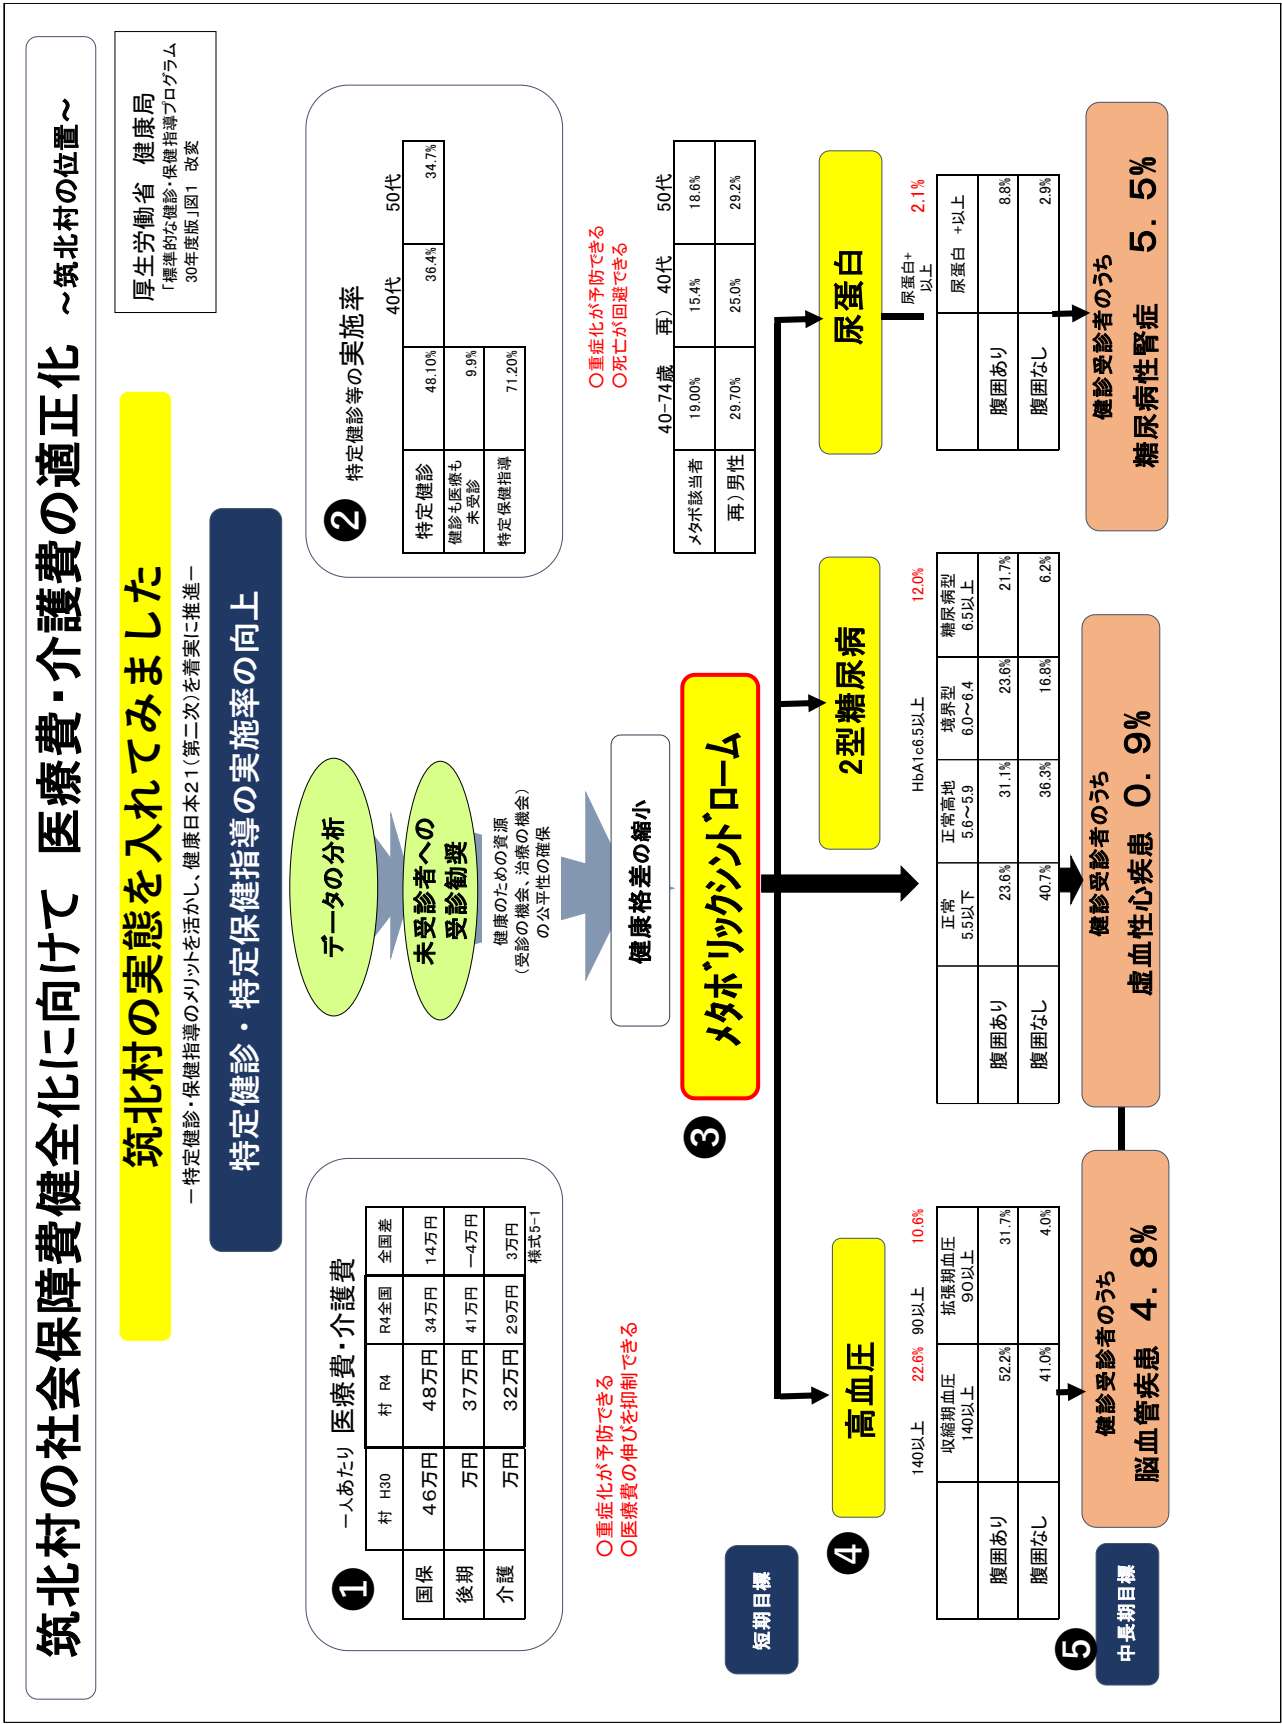 筑北村の社会保障費健全化に向けて 医療費・介護費の適正化 ～筑北村の位置～
厚生労働省 健康局
「標準的な健診・保健指導プログラム
30年度版」図1 改変
筑北村の実態を入れてみました
－特定健診・保健指導のメリットを活かし、健康日本21(第二次)を着実に推進－
特定健診・特定保健指導の実施率の向上
❶
一人あたり 医療費・介護費
村 H30 村 R4 R4全国 全国差
国保 46万円 48万円 34万円 14万円
後期 万円 37万円 41万円 －4万円
介護 万円 32万円 29万円 3万円
様式5-1
○重症化が予防できる
○医療費の伸びを抑制できる
データの分析
未受診者への
受診勧奨
健康のための資源
(受診の機会、治療の機会)
の公平性の確保
健康格差の縮小
❷
特定健診等の実施率
40代 50代
特定健診 48.10% 36.4% 34.7%
健診も医療も
未受診 9.9%
特定保健指導 71.20%
○重症化が予防できる
○死亡が回避できる
短期目標
❸
メタボリックシンドローム
40-74歳 再) 40代 50代
メタボ該当者 19.00% 15.4% 18.6%
再)男性 29.70% 25.0% 29.2%
❹
高血圧
140以上 22.6% 90以上 10.6%
収縮期血圧
140以上
拡張期血圧
90以上
腹囲あり 52.2% 31.7%
腹囲なし 41.0% 4.0%
2型糖尿病
HbA1c6.5以上 12.0%
正常
5.5以下
正常高地
5.6～5.9
境界型
6.0～6.4
糖尿病型
6.5以上
腹囲あり 23.6% 31.1% 23.6% 21.7%
腹囲なし 40.7% 36.3% 16.8% 6.2%
尿蛋白
尿蛋白+
以上 2.1%
尿蛋白 +以上
腹囲あり 8.8%
腹囲なし 2.9%
❺
中長期目標
健診受診者のうち
脳血管疾患 4．8%
健診受診者のうち
虚血性心疾患 0．9%
健診受診者のうち
糖尿病性腎症 5．5%